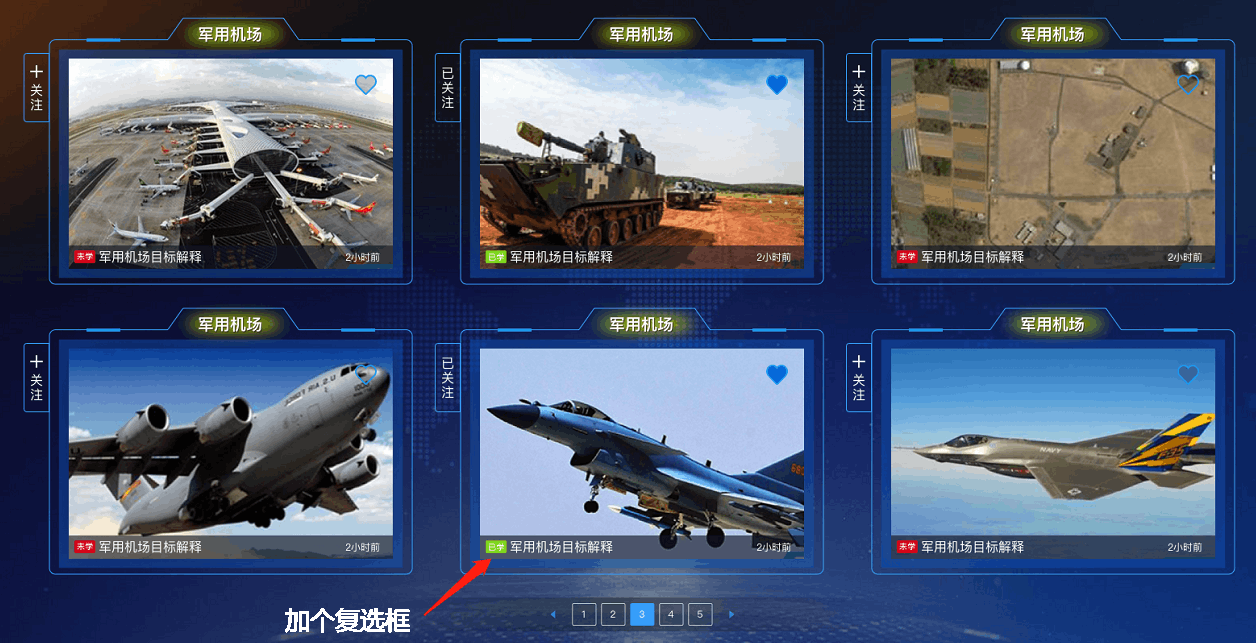 军用机场
军用机场
军用机场
+关注
已关注
+关注
未学 军用机场目标解释 2小时前
已学 军用机场目标解释 2小时前
未学 军用机场目标解释 2小时前
军用机场
军用机场
军用机场
+关注
已关注
+关注
NAVY
未学 军用机场目标解释 2小时前
已学 军用机场目标解释 2小时前
未学 军用机场目标解释 2小时前
加个复选框
1 2 3 4 5